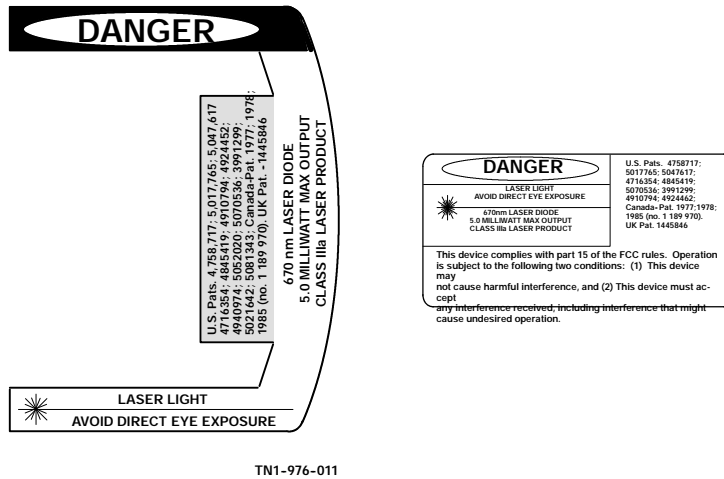 DANGER
U.S. Pats. 4,758,717; 5,017,765; 5,047,617
4716354; 4845419; 4910794; 4924452;
4940974; 5052020; 5070536; 3991299;
5021642; 5081343; Canada-Pat. 1977; 1978;
1985 (no. 1 189 970). UK Pat. -1445846
670 nm LASER DIODE
5.0 MILLIWATT MAX OUTPUT
CLASS IIIa LASER PRODUCT
LASER LIGHT
AVOID DIRECT EYE EXPOSURE
TN1-976-011
DANGER
LASER LIGHT
AVOID DIRECT EYE EXPOSURE
670nm LASER DIODE
5.0 MILLIWATT MAX OUTPUT
CLASS IIIa LASER PRODUCT
U.S. Pats. 4758717;
5017765; 5047617;
4716354; 4845419;
5070536; 3991299;
4910794; 4924462;
Canada-Pat. 1977;1978;
1985 (no. 1 189 970).
UK Pat. 1445846
This device complies with part 15 of the FCC rules. Operation
is subject to the following two conditions: (1) This device
may
not cause harmful interference, and (2) This device must ac-
cept
any interference received, including interference that might
cause undesired operation.